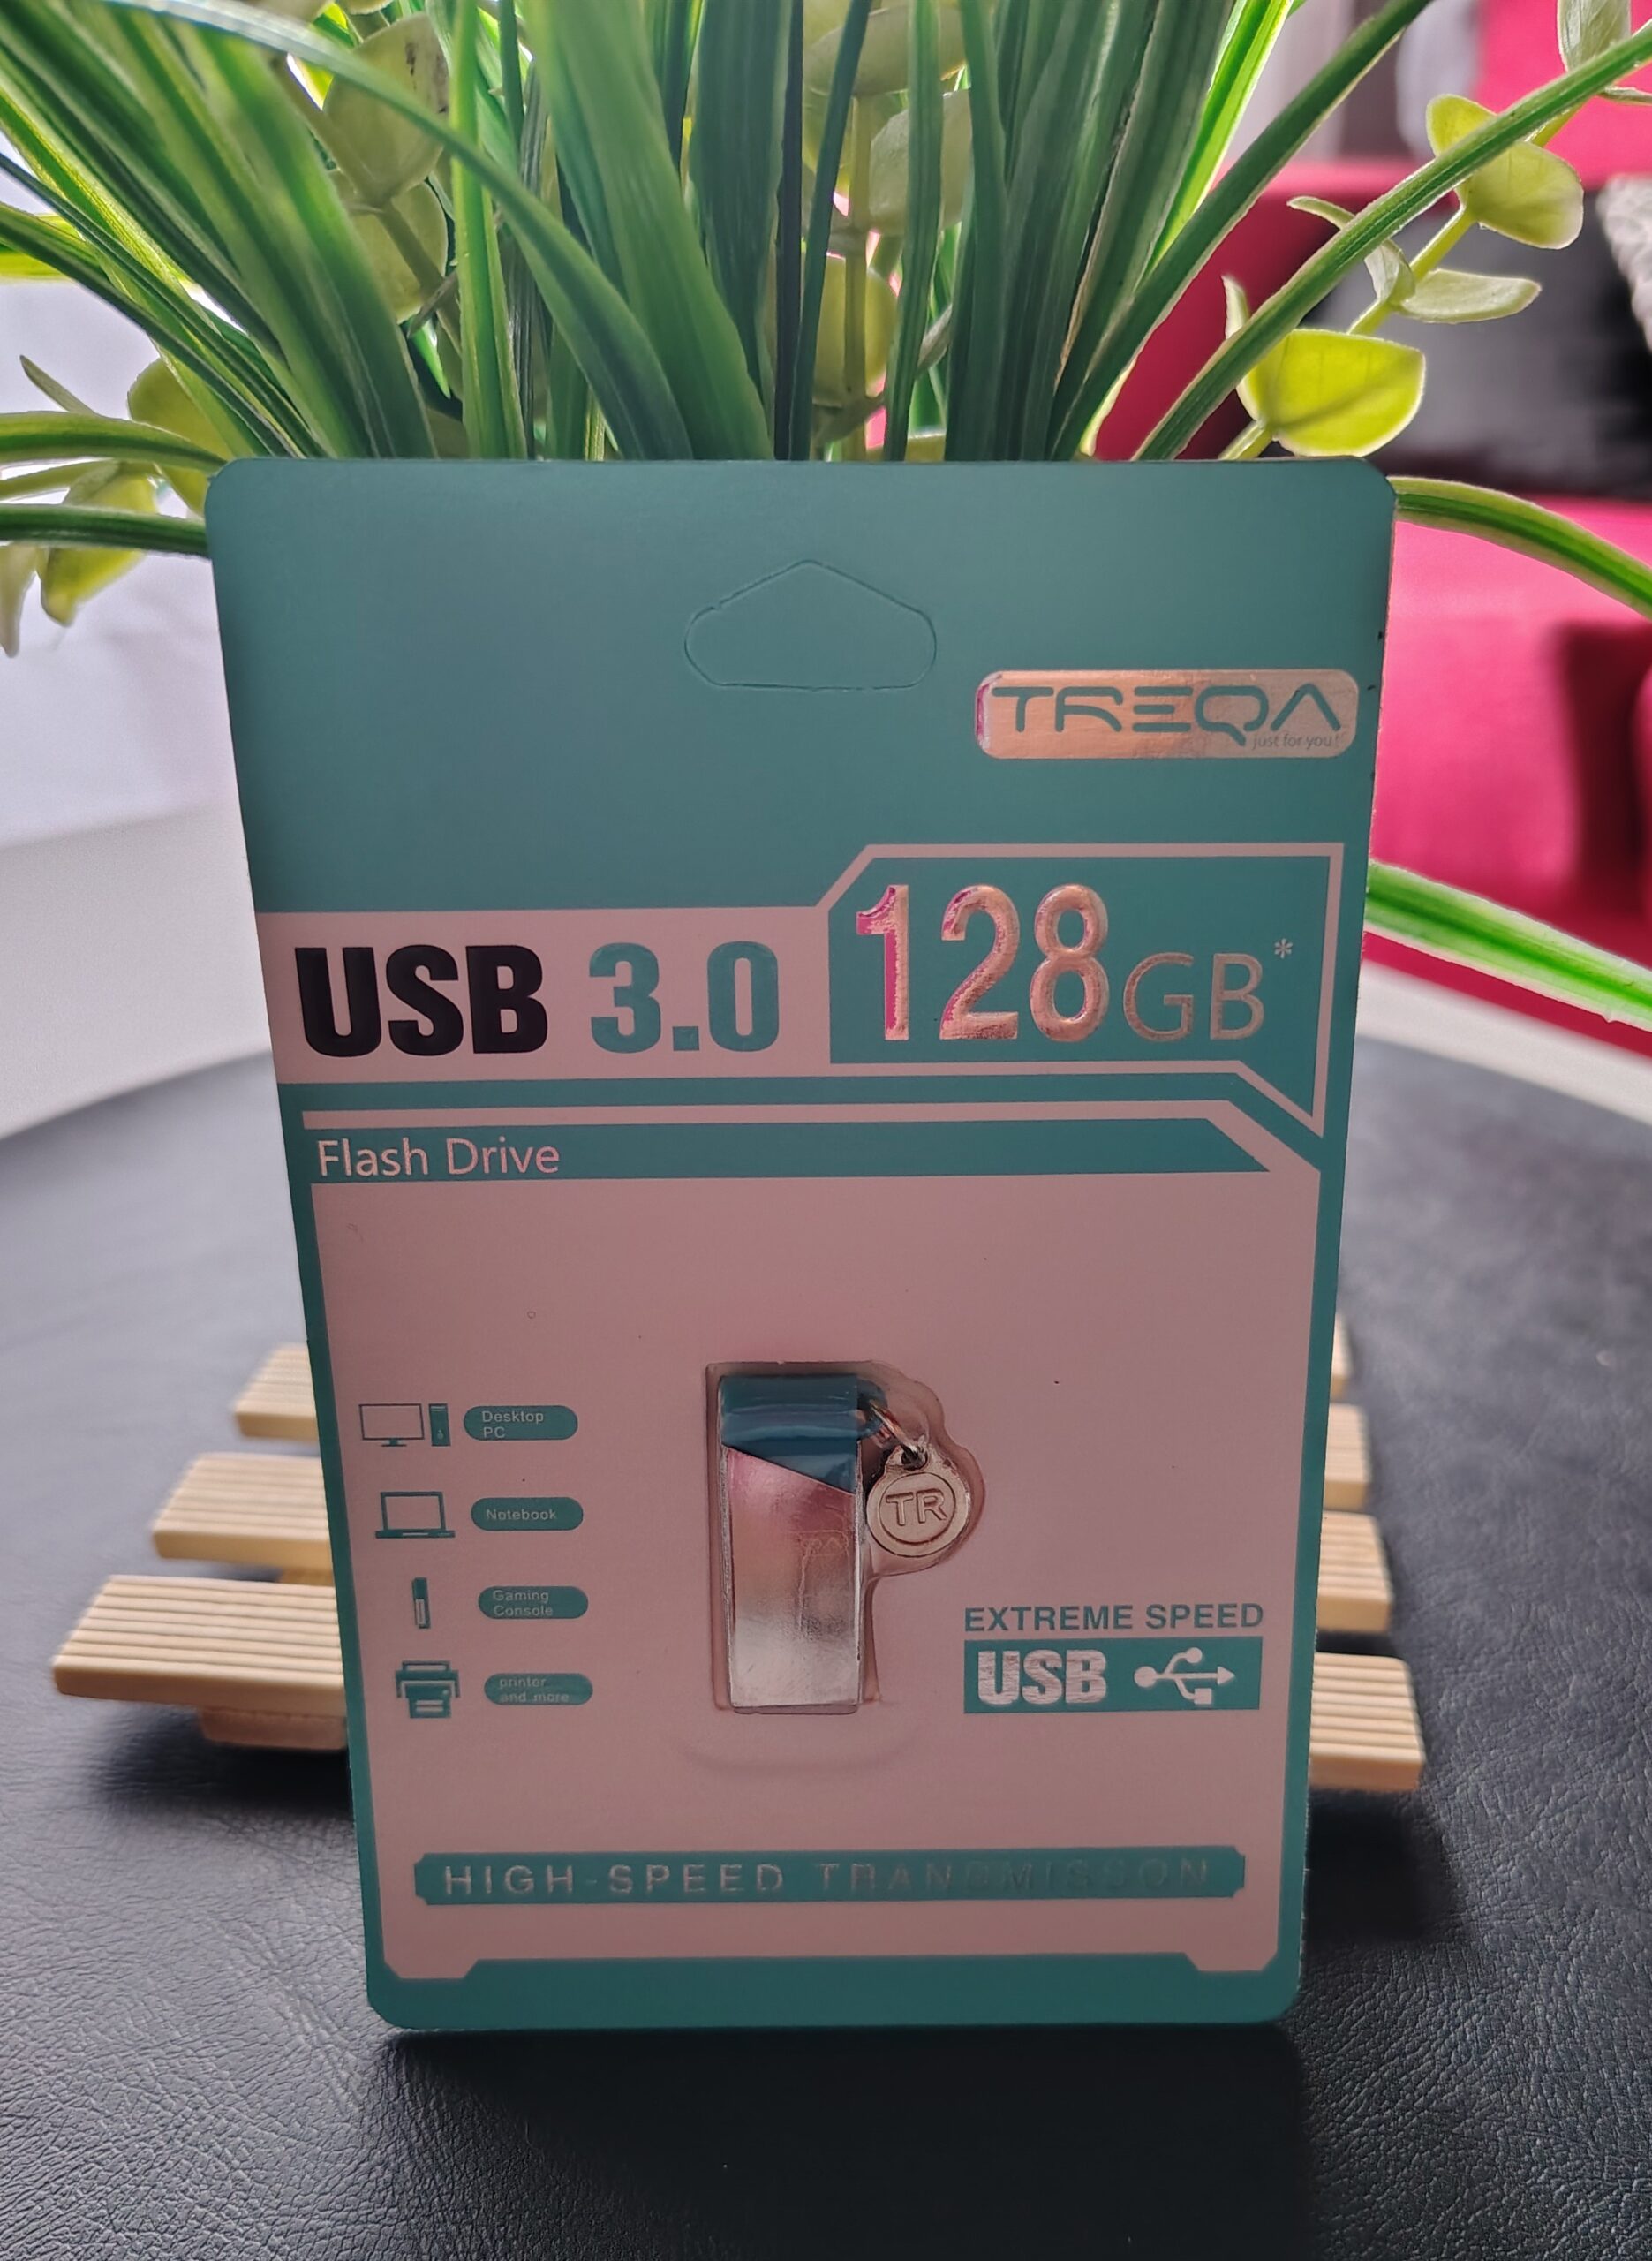 TREQA
just for you!
USB 3.0
128GB*
Flash Drive
Desktop
PC
Notebook
Gaming
Console
printer
and more
TR
EXTREME SPEED
USB
HIGH-SPEED TRANSMISSON